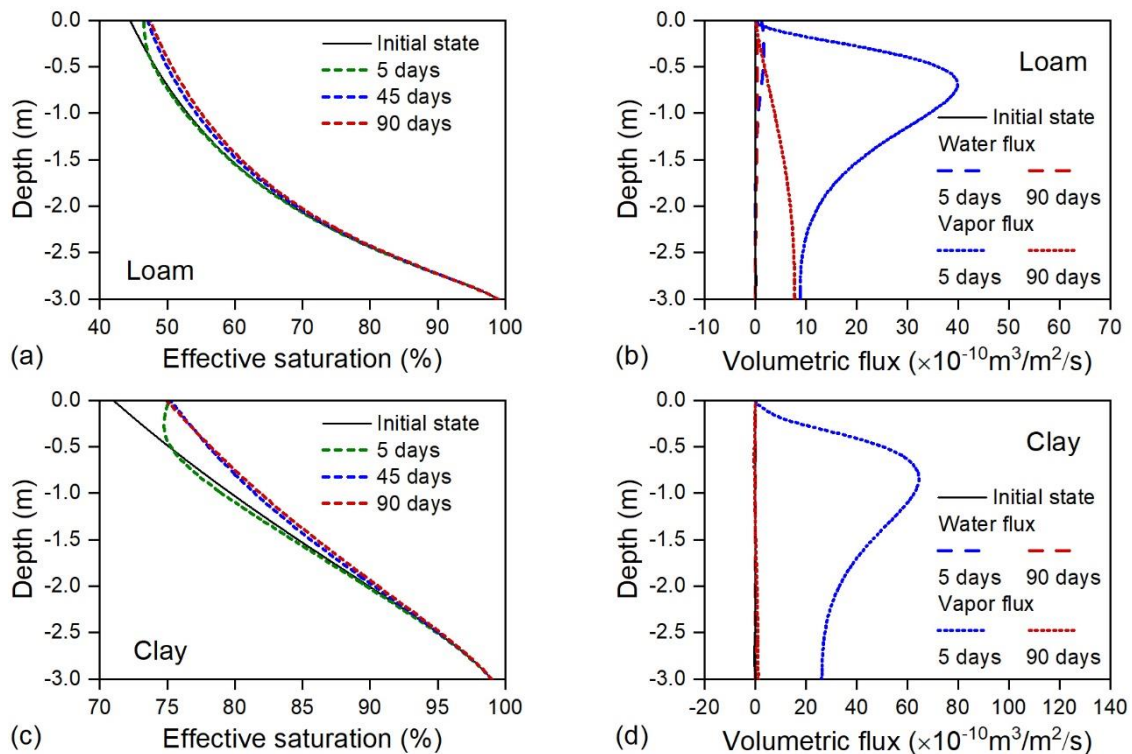 0.0
-0.5
-1.0
-1.5
-2.0
-2.5
-3.0
Depth (m)
Initial state
5 days
45 days
90 days
Loam
40 50 60 70 80 90 100
(a) Effective saturation (%)
0.0
-0.5
-1.0
-1.5
-2.0
-2.5
-3.0
Depth (m)
Loam
Initial state
Water flux
5 days 90 days
Vapor flux
5 days 90 days
-10 0 10 20 30 40 50 60 70
(b) Volumetric flux (×10⁻¹⁰m³/m²/s)
0.0
-0.5
-1.0
-1.5
-2.0
-2.5
-3.0
Depth (m)
Initial state
5 days
45 days
90 days
Clay
70 75 80 85 90 95 100
(c) Effective saturation (%)
0.0
-0.5
-1.0
-1.5
-2.0
-2.5
-3.0
Depth (m)
Clay
Initial state
Water flux
5 days 90 days
Vapor flux
5 days 90 days
-20 0 20 40 60 80 100 120 140
(d) Volumetric flux (×10⁻¹⁰m³/m²/s)